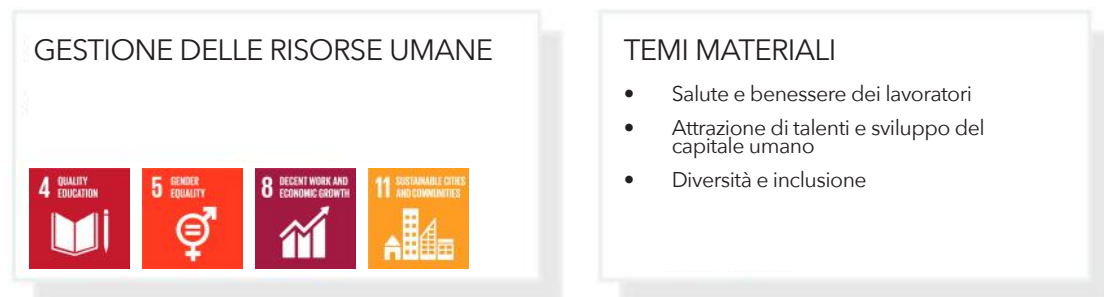 GESTIONE DELLE RISORSE UMANE
4 QUALITY
EDUCATION
5 GENDER
EQUALITY
8 DECENT WORK AND
ECONOMIC GROWTH
11 SUSTAINABLE CITIES
AND COMMUNITIES
TEMI MATERIALI
• Salute e benessere dei lavoratori
• Attrazione di talenti e sviluppo del
capitale umano
• Diversità e inclusione